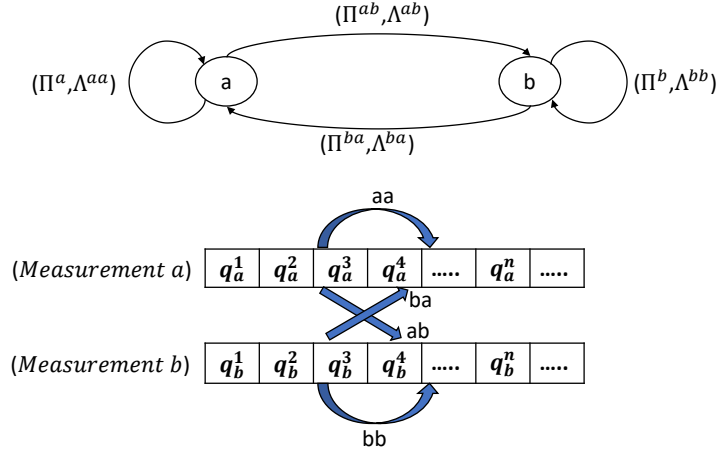 (Π^{ab},Λ^{ab})
(Π^a,Λ^{aa}) a b (Π^b,Λ^{bb})
(Π^{ba},Λ^{ba})
aa
(Measurement a) q_a^1 q_a^2 q_a^3 q_a^4 ..... q_a^n .....
ba
ab
(Measurement b) q_b^1 q_b^2 q_b^3 q_b^4 ..... q_b^n .....
bb